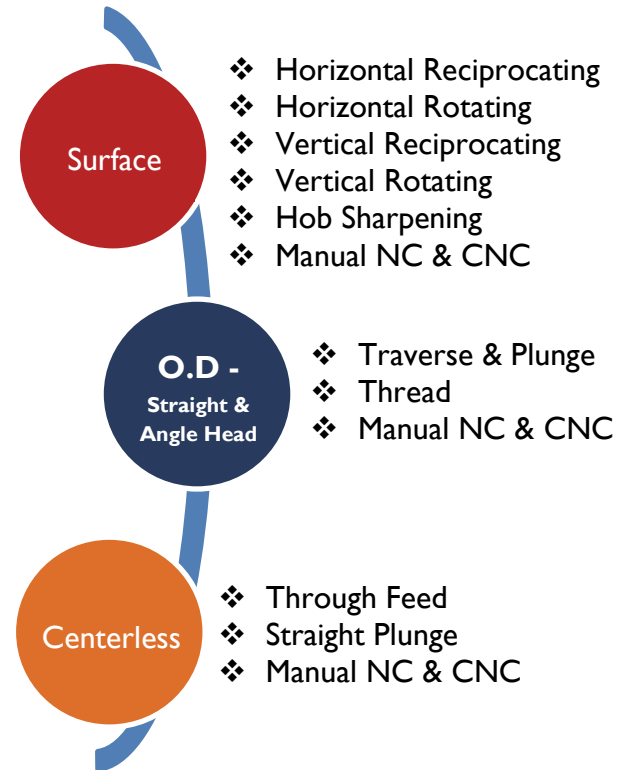 Surface
❖ Horizontal Reciprocating
❖ Horizontal Rotating
❖ Vertical Reciprocating
❖ Vertical Rotating
❖ Hob Sharpening
❖ Manual NC & CNC
O.D -
Straight &
Angle Head
❖ Traverse & Plunge
❖ Thread
❖ Manual NC & CNC
Centerless
❖ Through Feed
❖ Straight Plunge
❖ Manual NC & CNC